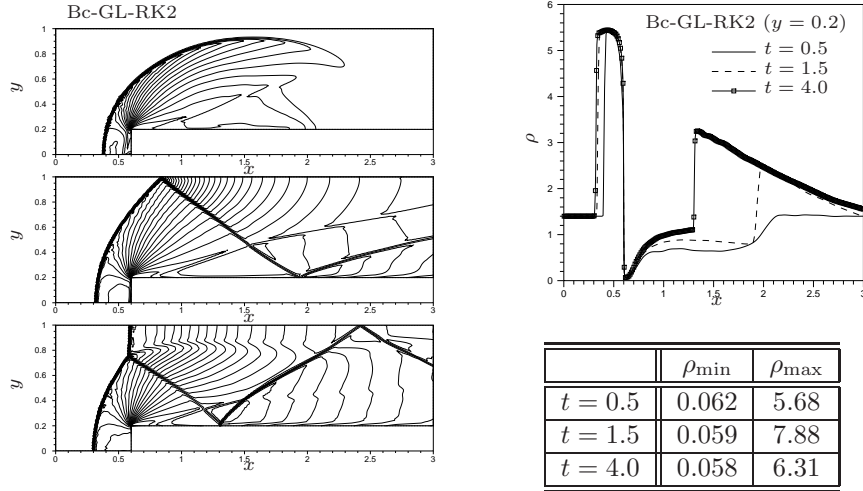 Bc-GL-RK2
1
0.8
0.6
0.4
0.2
0
y
0 0.5 1 1.5 2 2.5 3
x
1
0.8
0.6
0.4
0.2
0
y
0 0.5 1 1.5 2 2.5 3
x
1
0.8
0.6
0.4
0.2
0
y
0 0.5 1 1.5 2 2.5 3
x
Bc-GL-RK2 (y = 0.2)
t = 0.5
t = 1.5
t = 4.0
6
5
4
3
2
1
0
ρ
0 0.5 1 1.5 2 2.5 3
x
ρmin ρmax
t = 0.5 0.062 5.68
t = 1.5 0.059 7.88
t = 4.0 0.058 6.31